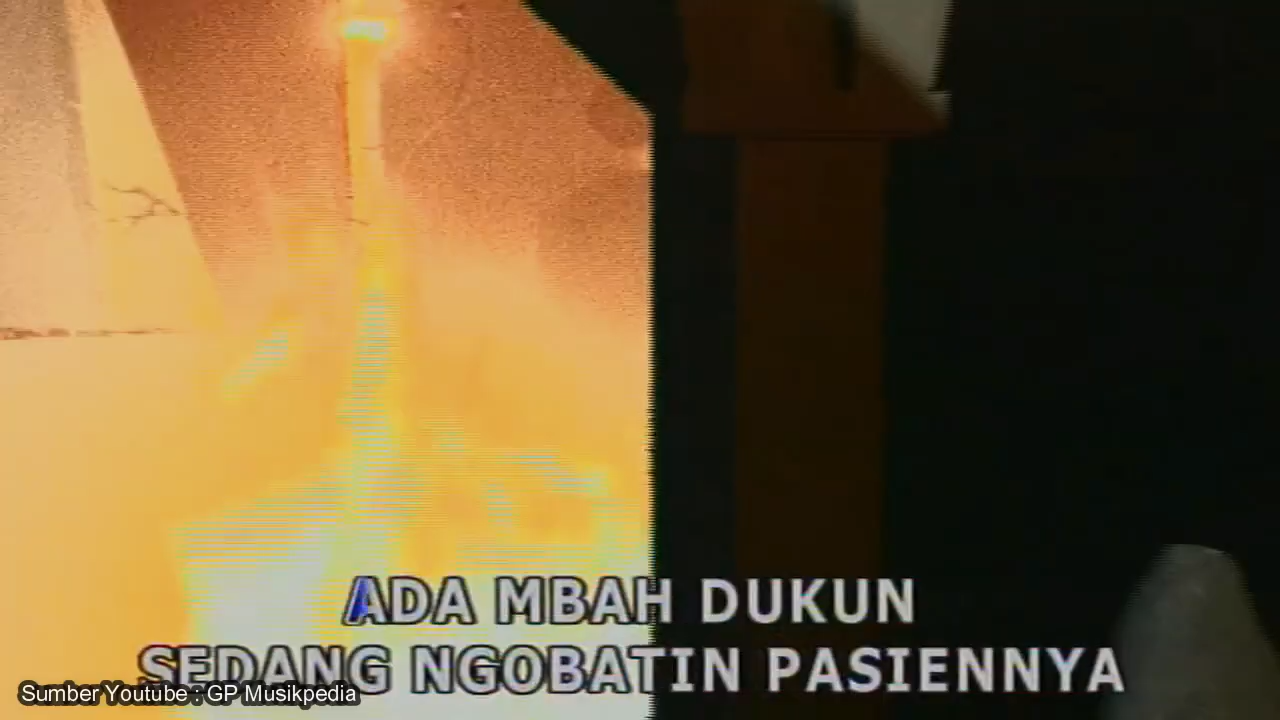 ADA MBAH DUKUN
SEDANG NGOBATIN PASIENNYA
Sumber Youtube : GP Musikpedia